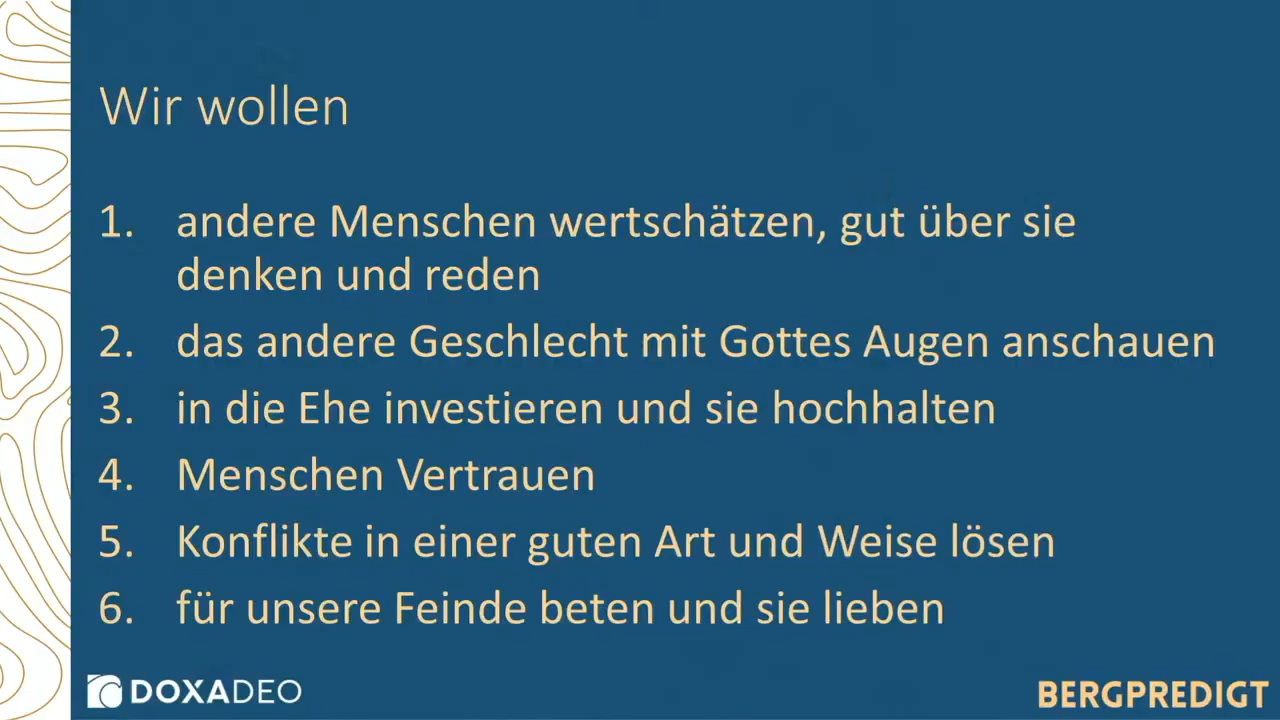 Wir wollen
1. andere Menschen wertschätzen, gut über sie
denken und reden
2. das andere Geschlecht mit Gottes Augen anschauen
3. in die Ehe investieren und sie hochhalten
4. Menschen Vertrauen
5. Konflikte in einer guten Art und Weise lösen
6. für unsere Feinde beten und sie lieben
DOXADEO
BERGPREDIGT